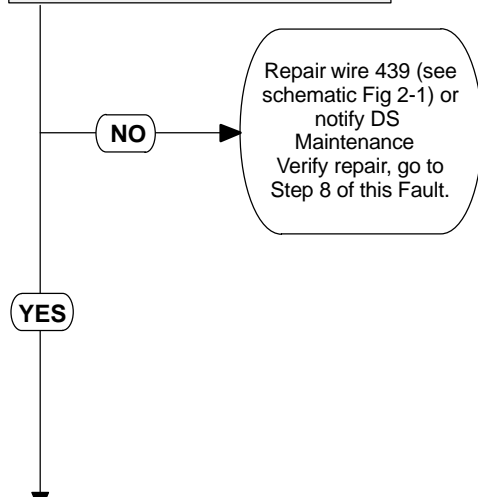 NO
Repair wire 439 (see
schematic Fig 2-1) or
notify DS
Maintenance
Verify repair, go to
Step 8 of this Fault.
YES